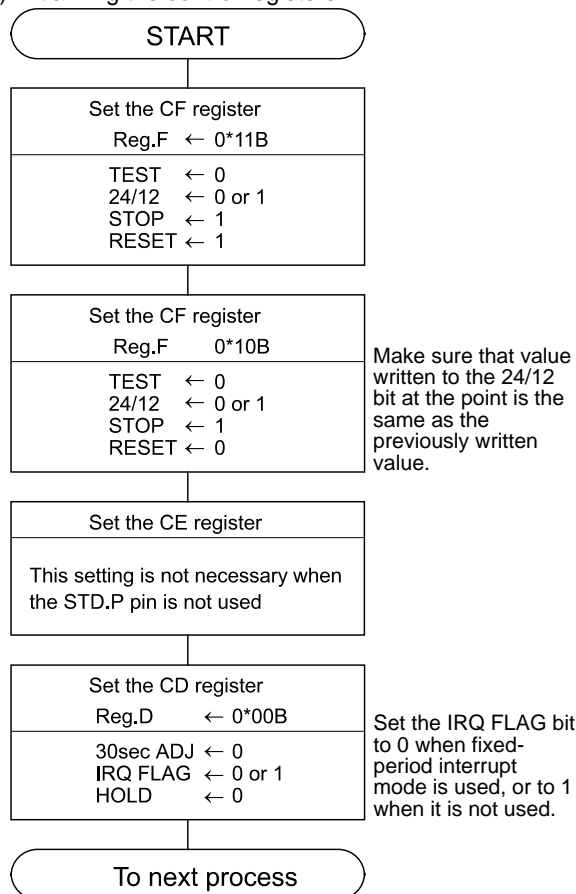 START
Set the CF register
Reg.F ← 0*11B
TEST ← 0
24/12 ← 0 or 1
STOP ← 1
RESET ← 1
Set the CF register
Reg.F 0*10B
TEST ← 0
24/12 ← 0 or 1
STOP ← 1
RESET ← 0
Make sure that value
written to the 24/12
bit at the point is the
same as the
previously written
value.
Set the CE register
This setting is not necessary when
the STD.P pin is not used
Set the CD register
Reg.D ← 0*00B
30sec ADJ ← 0
IRQ FLAG ← 0 or 1
HOLD ← 0
Set the IRQ FLAG bit
to 0 when fixed-
period interrupt
mode is used, or to 1
when it is not used.
To next process